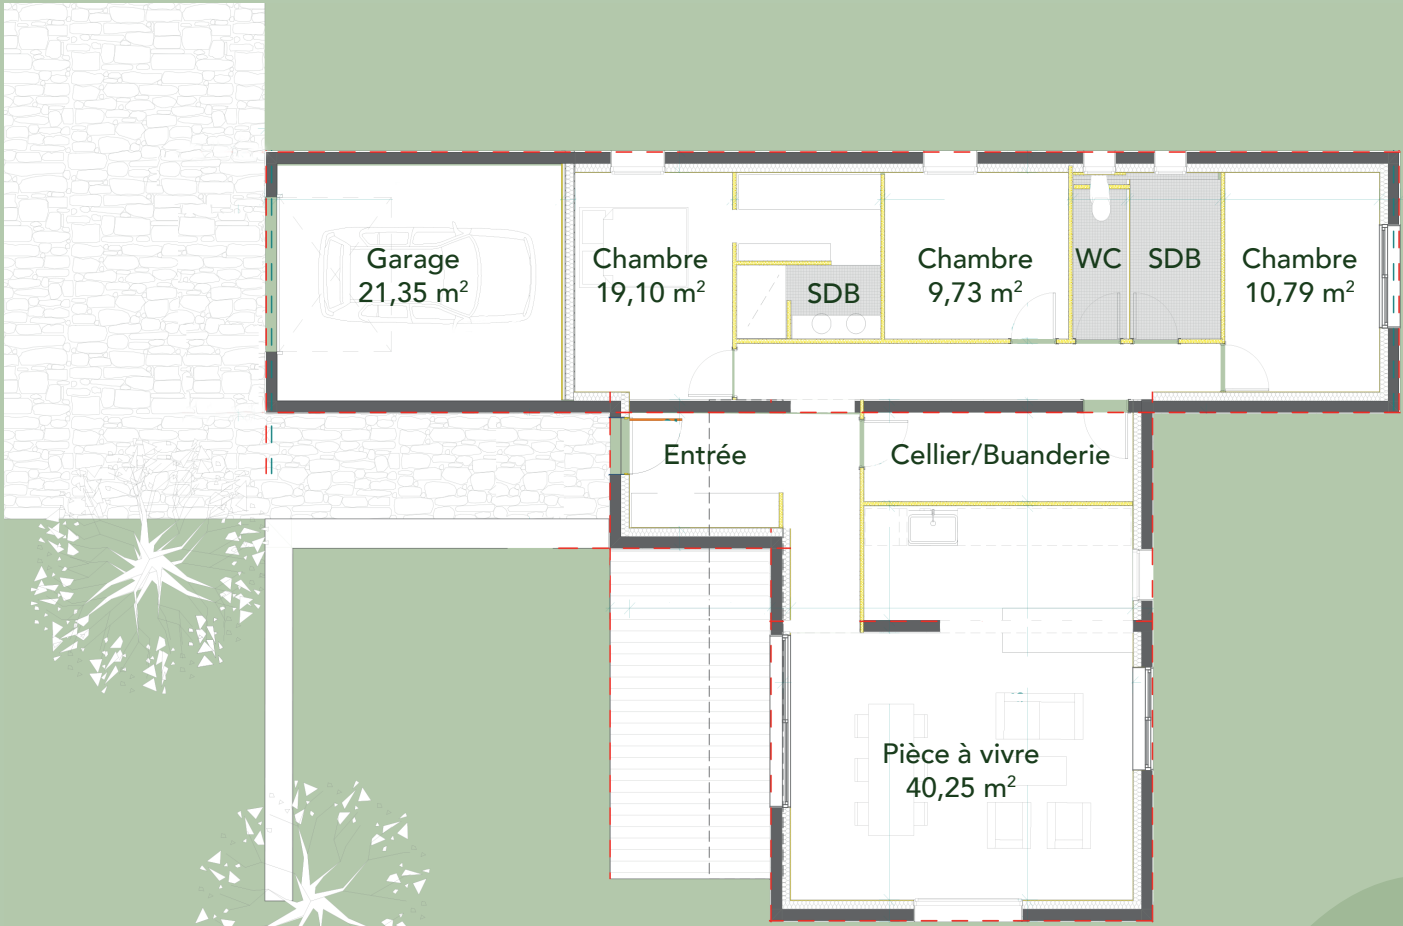 Garage
21,35 m²
Chambre
19,10 m²
SDB
Chambre
9,73 m²
WC
SDB
Chambre
10,79 m²
Entrée
Cellier/Buanderie
Pièce à vivre
40,25 m²